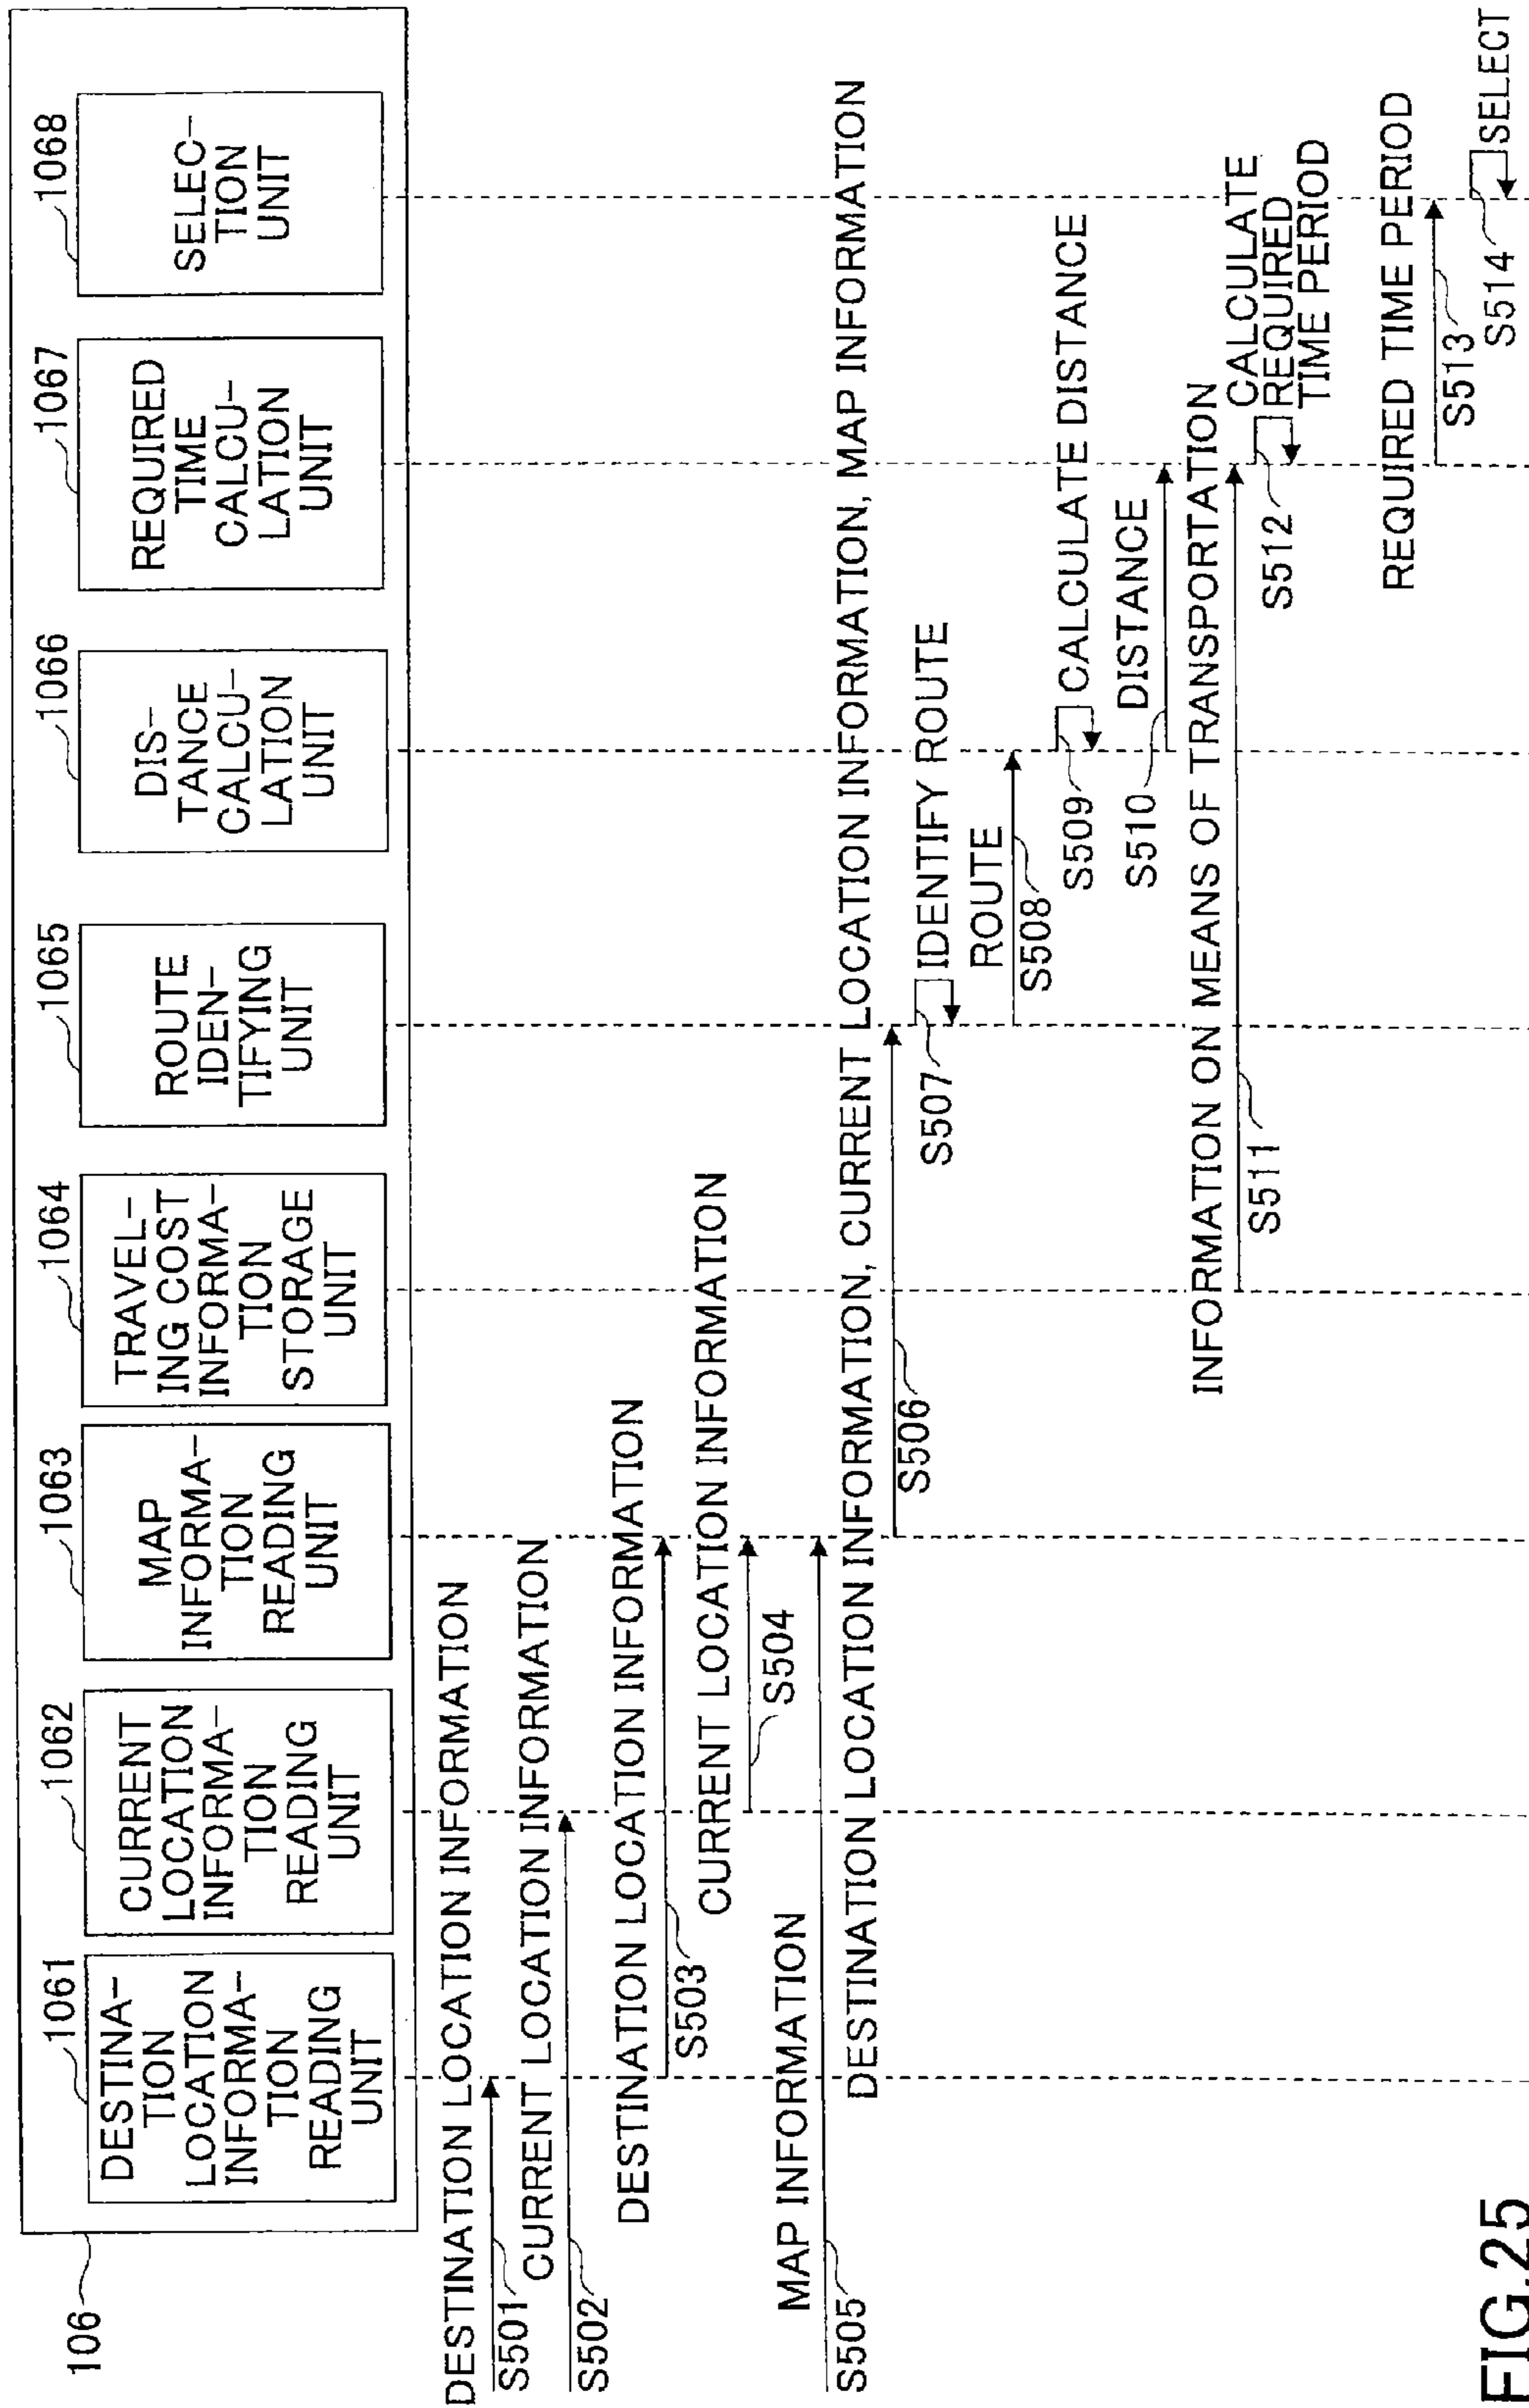 106
1061
DESTINA-
TION
LOCATION
INFORMA-
TION
READING
UNIT
1062
CURRENT
LOCATION
INFORMA-
TION
READING
UNIT
1063
MAP
INFORMA-
TION
READING
UNIT
1064
TRAVEL-
ING COST
INFORMA-
TION
STORAGE
UNIT
1065
ROUTE
IDEN-
TIFYING
UNIT
1066
DIS-
TANCE
CALCU-
LATION
UNIT
1067
REQUIRED
TIME
CALCU-
LATION
UNIT
1068
SELEC-
TION
UNIT
DESTINATION LOCATION INFORMATION
S501
CURRENT LOCATION INFORMATION
S502
DESTINATION LOCATION INFORMATION
S503
CURRENT LOCATION INFORMATION
S504
MAP INFORMATION
S505
DESTINATION LOCATION INFORMATION, CURRENT LOCATION INFORMATION, MAP INFORMATION
S506
IDENTIFY ROUTE
S507
ROUTE
S508
CALCULATE DISTANCE
S509
DISTANCE
S510
INFORMATION ON MEANS OF TRANSPORTATION
S511
CALCULATE
REQUIRED
TIME PERIOD
S512
REQUIRED TIME PERIOD
S513
SELECT
S514
FIG.25